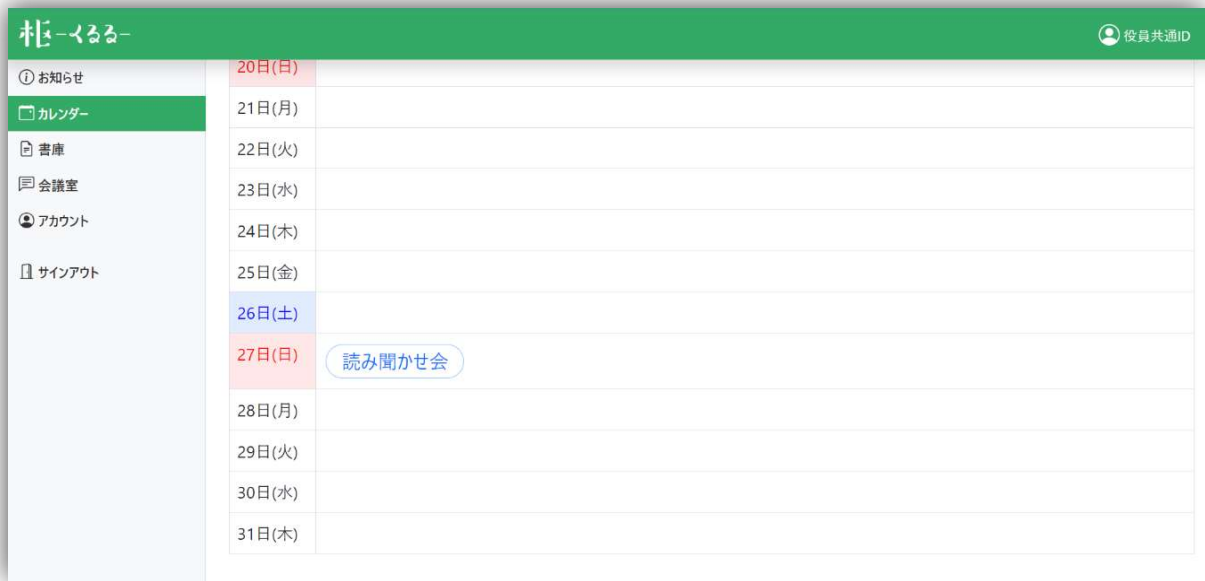 枢-くるる-
役員共通ID
お知らせ
カレンダー
書庫
会議室
アカウント
サインアウト
20日(日)
21日(月)
22日(火)
23日(水)
24日(木)
25日(金)
26日(土)
27日(日) 読み聞かせ会
28日(月)
29日(火)
30日(水)
31日(木)